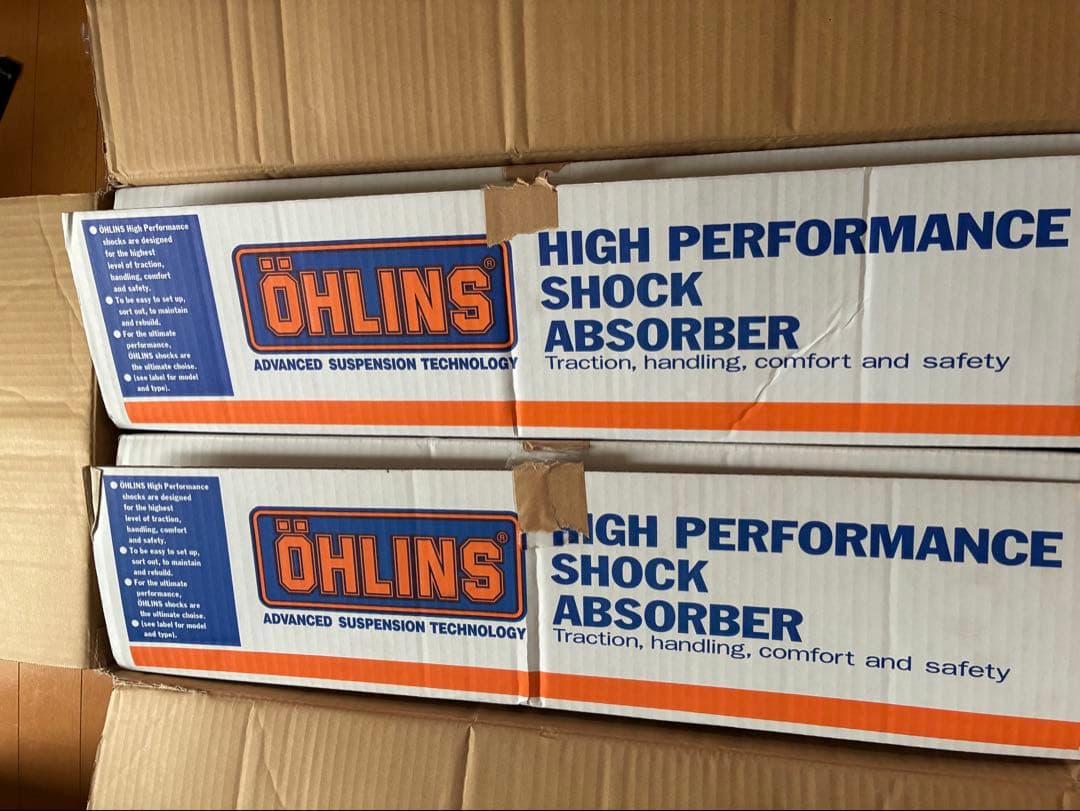 ● ÖHLINS High Performance
shocks are designed
for the highest
level of traction,
handling, comfort
and safety.
● To be easy to set up,
sort out, to maintain
and rebuild.
● For the ultimate
performance,
ÖHLINS shocks are
the ultimate choise.
● (see label for model
and type).
ÖHLINS®
ADVANCED SUSPENSION TECHNOLOGY
HIGH PERFORMANCE
SHOCK
ABSORBER
Traction, handling, comfort and safety
● ÖHLINS High Performance
shocks are designed
for the highest
level of traction,
handling, comfort
and safety.
● To be easy to set up,
sort out, to maintain
and rebuild.
● For the ultimate
performance,
ÖHLINS shocks are
the ultimate choise.
● (see label for model
and type).
ÖHLINS®
ADVANCED SUSPENSION TECHNOLOGY
HIGH PERFORMANCE
SHOCK
ABSORBER
Traction, handling, comfort and safety